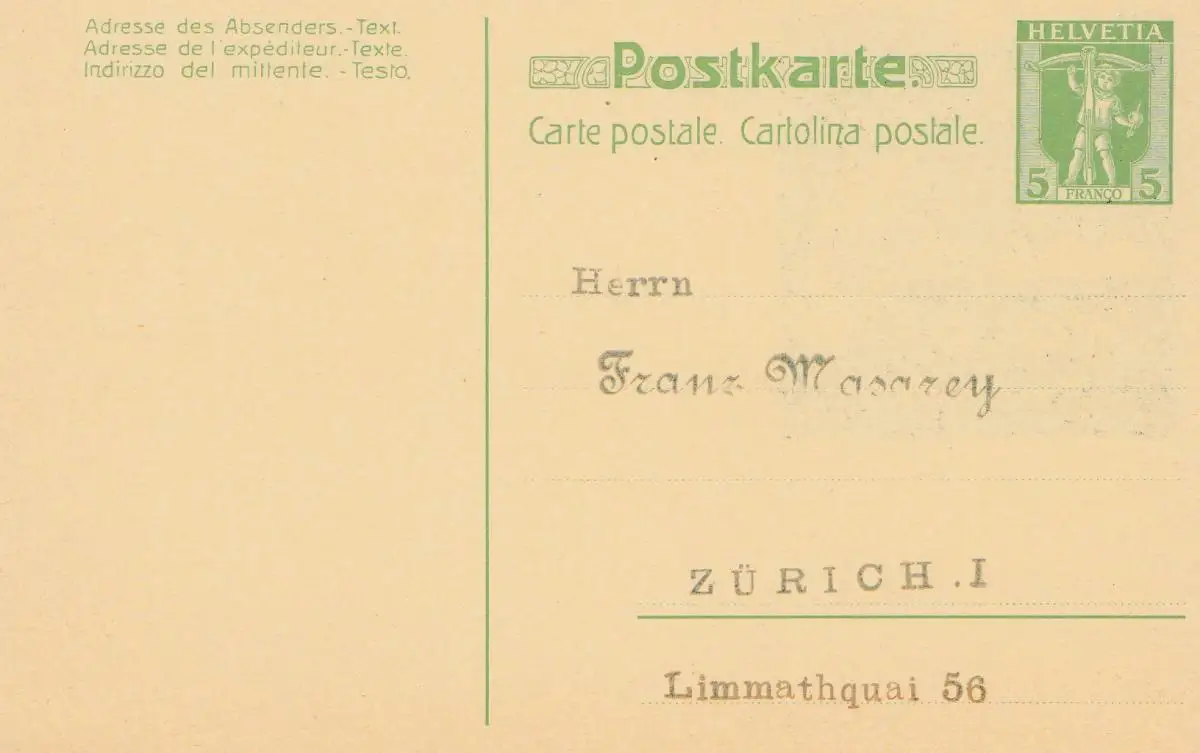 Adresse des Absenders.-Text.
Adresse de l'expéditeur.-Texte.
Indirizzo del mittente. - Testo.
Postkarte.
Carte postale. Cartolina postale.
HELVETIA
5 FRANCO 5
Herrn
Franz Masarey
ZÜRICH.I
Limmathquai 56